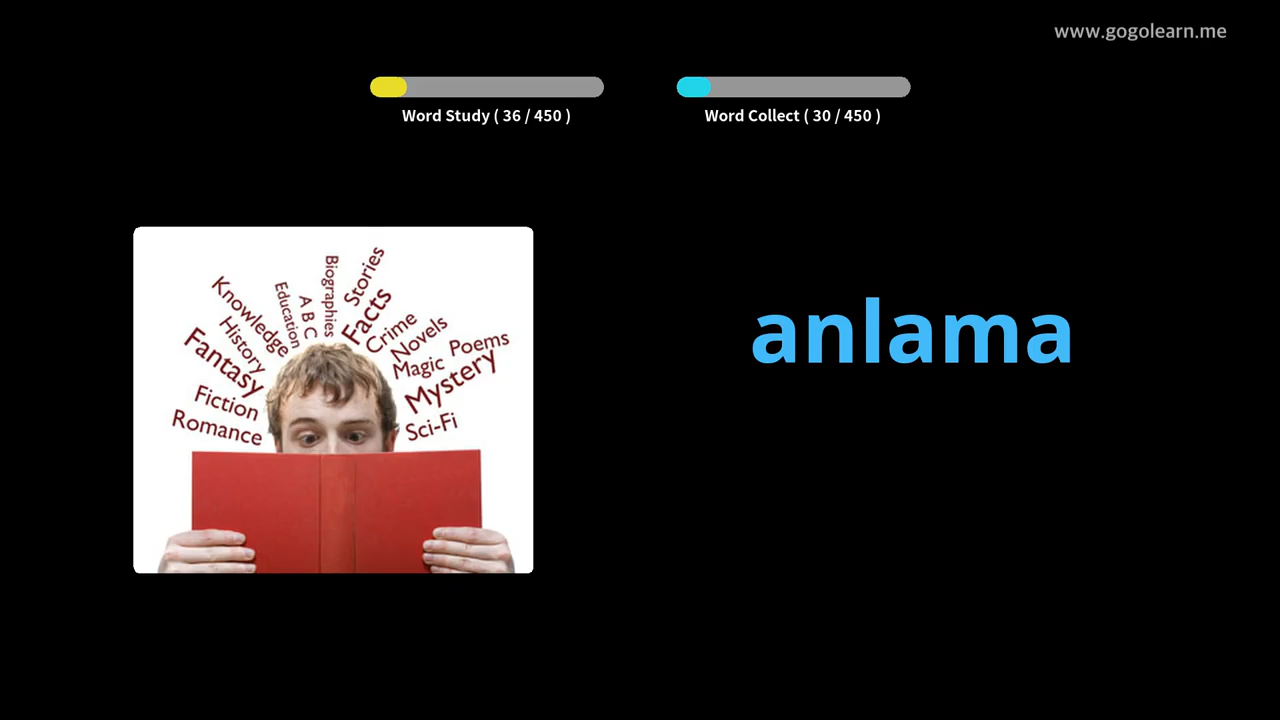 www.gogolearn.me
Word Study ( 36 / 450 )
Word Collect ( 30 / 450 )
anlama
Romance
Fiction
Fantasy
History
Knowledge
Education
A B C
Biographies
Stories
Facts
Crime
Novels
Magic
Poems
Mystery
Sci-Fi